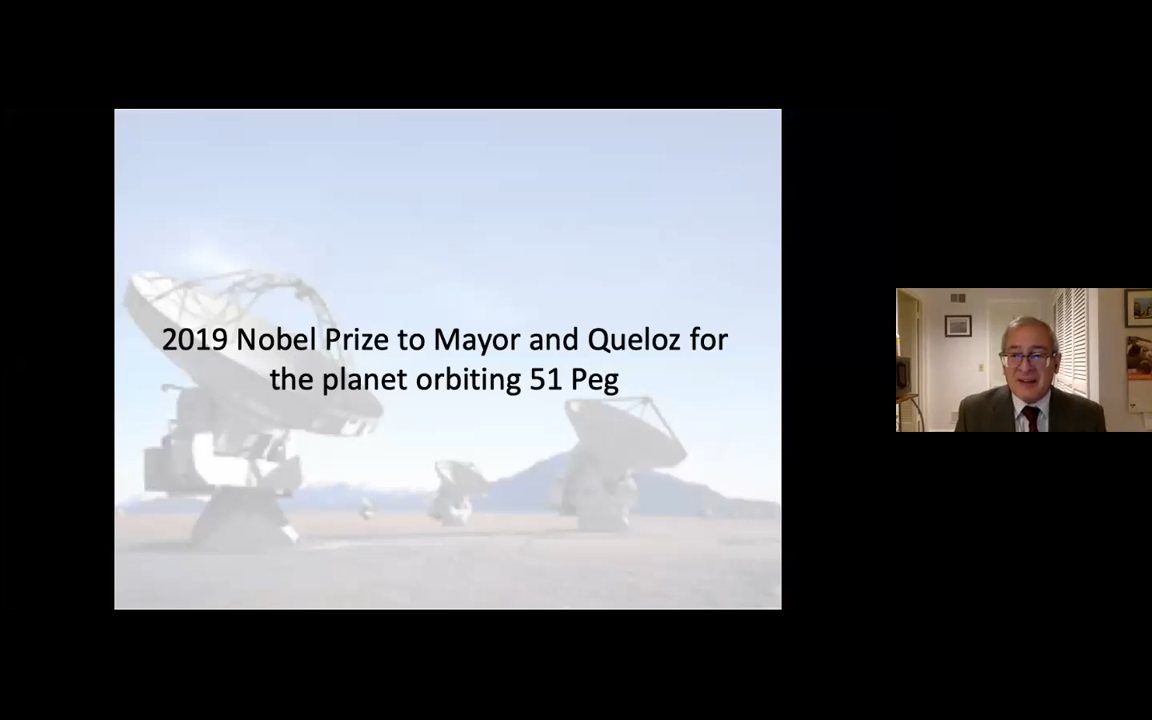 2019 Nobel Prize to Mayor and Queloz for
the planet orbiting 51 Peg